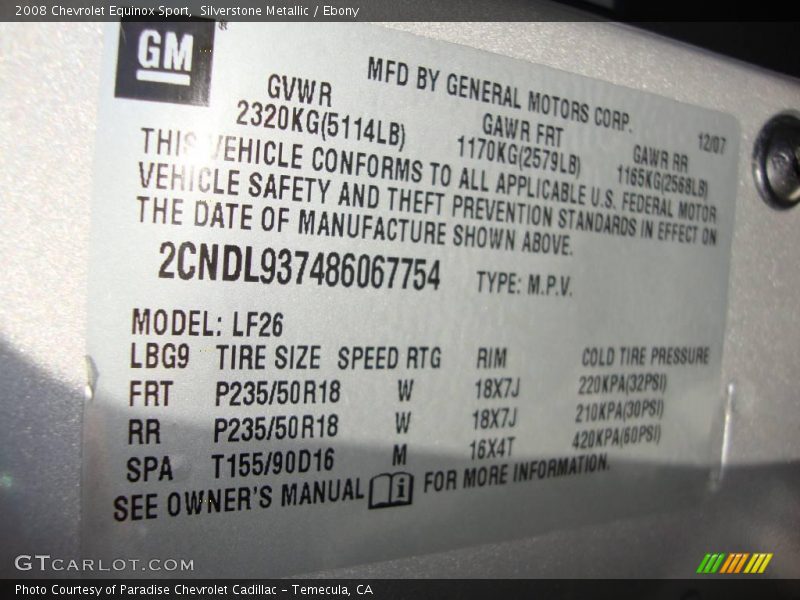 2008 Chevrolet Equinox Sport, Silverstone Metallic / Ebony
GM
®
MFD BY GENERAL MOTORS CORP.
GVWR GAWR FRT GAWR RR 12/07
2320KG(5114LB) 1170KG(2579LB) 1165KG(2568LB)
THIS VEHICLE CONFORMS TO ALL APPLICABLE U.S. FEDERAL MOTOR
VEHICLE SAFETY AND THEFT PREVENTION STANDARDS IN EFFECT ON
THE DATE OF MANUFACTURE SHOWN ABOVE.
2CNDL937486067754 TYPE: M.P.V.
MODEL: LF26
LBG9 TIRE SIZE SPEED RTG RIM COLD TIRE PRESSURE
FRT P235/50R18 W 18X7J 220KPA(32PSI)
RR P235/50R18 W 18X7J 210KPA(30PSI)
SPA T155/90D16 M 16X4T 420KPA(60PSI)
SEE OWNER'S MANUAL i FOR MORE INFORMATION.
GTCARLOT.COM
Photo Courtesy of Paradise Chevrolet Cadillac – Temecula, CA